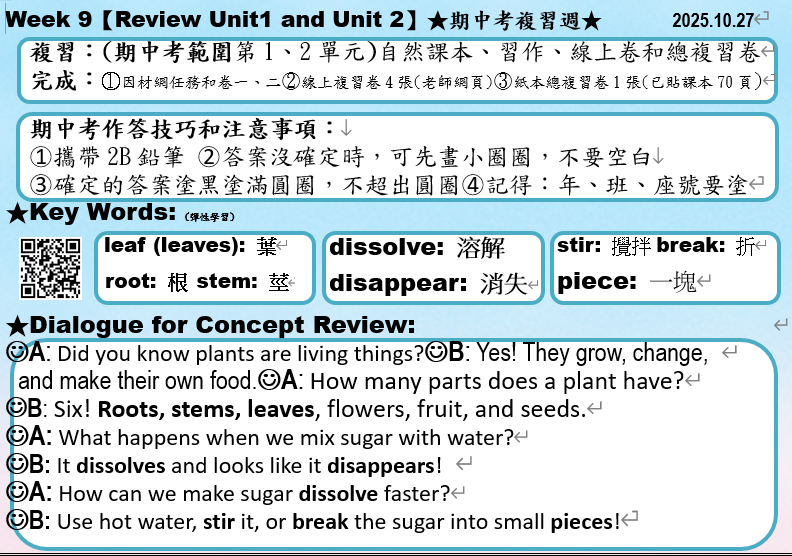 Week 9【Review Unit1 and Unit 2】★期中考複習週★ 2025.10.27
複習：(期中考範圍第1、2單元)自然課本、習作、線上卷和總複習卷
完成：①因材網任務和卷一、二②線上複習卷4張(老師網頁)③紙本總複習卷1張(已貼課本70頁)
期中考作答技巧和注意事項：
①攜帶2B鉛筆 ②答案沒確定時，可先畫小圈圈，不要空白
③確定的答案塗黑塗滿圓圈，不超出圓圈④記得：年、班、座號要塗
★Key Words: (彈性學習)
leaf (leaves): 葉
root: 根 stem: 莖
dissolve: 溶解
disappear: 消失
stir: 攪拌 break: 折
piece: 一塊
★Dialogue for Concept Review:
☺A: Did you know plants are living things?☺B: Yes! They grow, change,
and make their own food.☺A: How many parts does a plant have?
☺B: Six! Roots, stems, leaves, flowers, fruit, and seeds.
☺A: What happens when we mix sugar with water?
☺B: It dissolves and looks like it disappears!
☺A: How can we make sugar dissolve faster?
☺B: Use hot water, stir it, or break the sugar into small pieces!